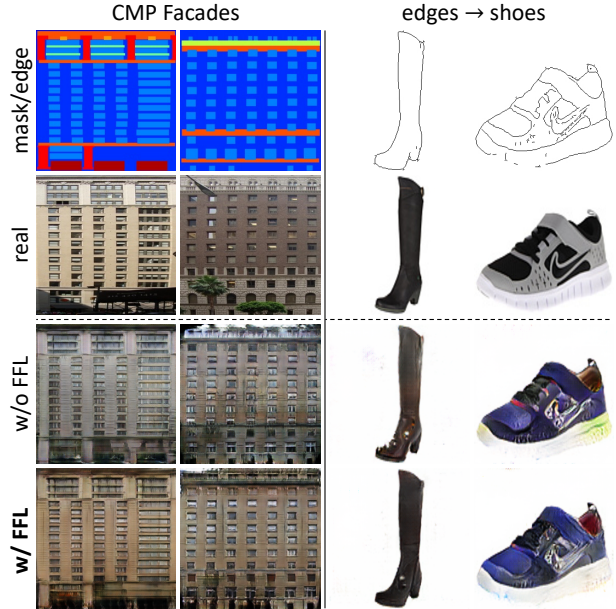 CMP Facades
edges → shoes
mask/edge
real
w/o FFL
w/ FFL